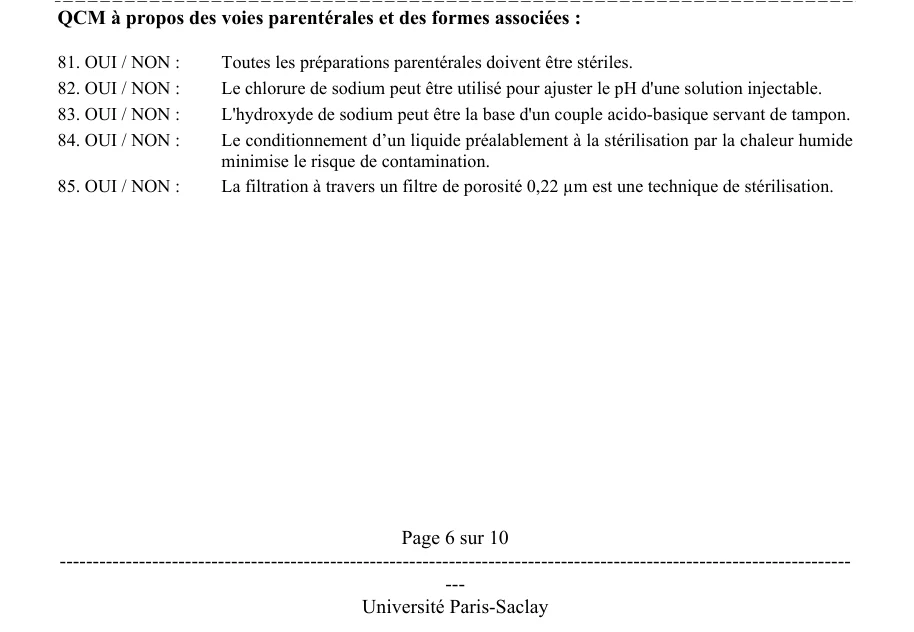 QCM à propos des voies parentérales et des formes associées :
81. OUI / NON : Toutes les préparations parentérales doivent être stériles.
82. OUI / NON : Le chlorure de sodium peut être utilisé pour ajuster le pH d'une solution injectable.
83. OUI / NON : L'hydroxyde de sodium peut être la base d'un couple acido-basique servant de tampon.
84. OUI / NON : Le conditionnement d’un liquide préalablement à la stérilisation par la chaleur humide
minimise le risque de contamination.
85. OUI / NON : La filtration à travers un filtre de porosité 0,22 µm est une technique de stérilisation.
Page 6 sur 10
---
Université Paris-Saclay